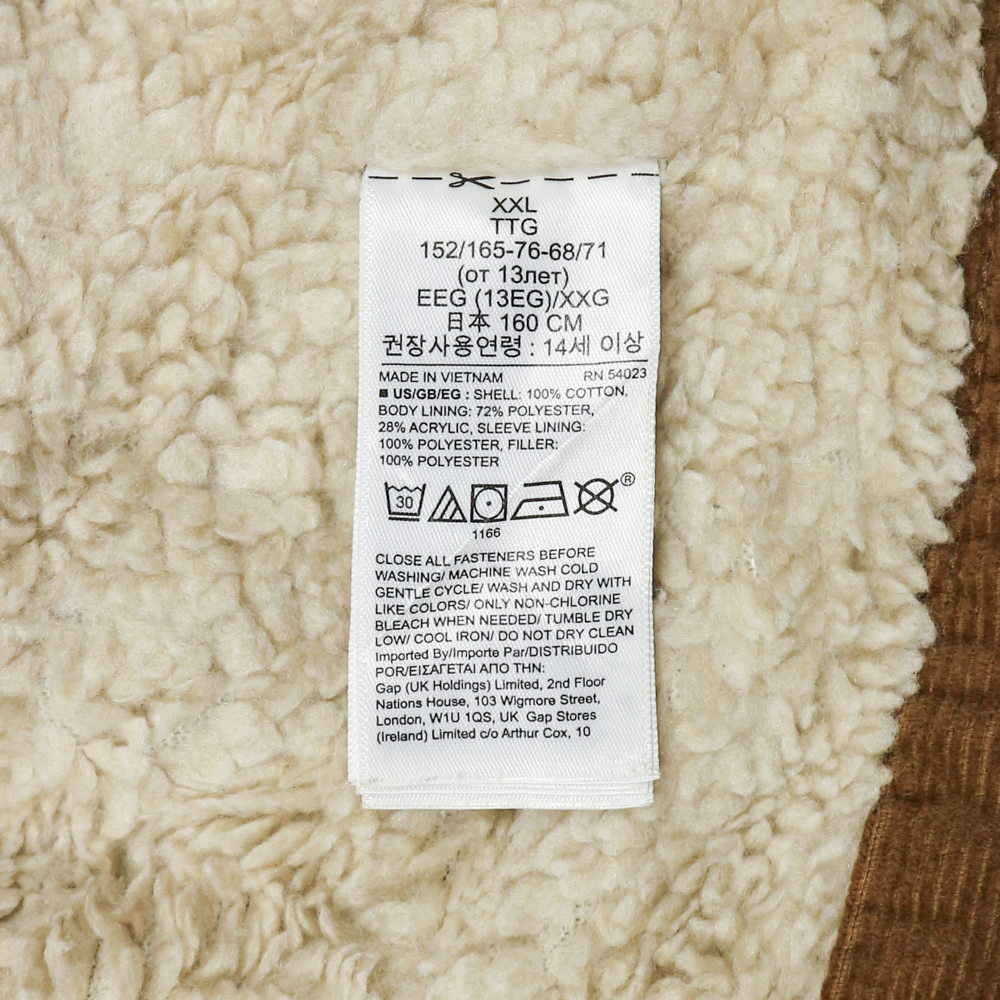 XXL
TTG
152/165-76-68/71
(от 13лет)
EEG (13EG)/XXG
日本 160 CM
권장사용연령 : 14세 이상
MADE IN VIETNAM RN 54023
US/GB/EG : SHELL: 100% COTTON,
BODY LINING: 72% POLYESTER,
28% ACRYLIC, SLEEVE LINING:
100% POLYESTER, FILLER:
100% POLYESTER
30 ®
1166
CLOSE ALL FASTENERS BEFORE
WASHING/ MACHINE WASH COLD
GENTLE CYCLE/ WASH AND DRY WITH
LIKE COLORS/ ONLY NON-CHLORINE
BLEACH WHEN NEEDED/ TUMBLE DRY
LOW/ COOL IRON/ DO NOT DRY CLEAN
Imported By/Importe Par/DISTRIBUIDO
POR/ΕΙΣΑΓΕΤΑΙ ΑΠΟ ΤΗΝ:
Gap (UK Holdings) Limited, 2nd Floor
Nations House, 103 Wigmore Street,
London, W1U 1QS, UK Gap Stores
(Ireland) Limited c/o Arthur Cox, 10